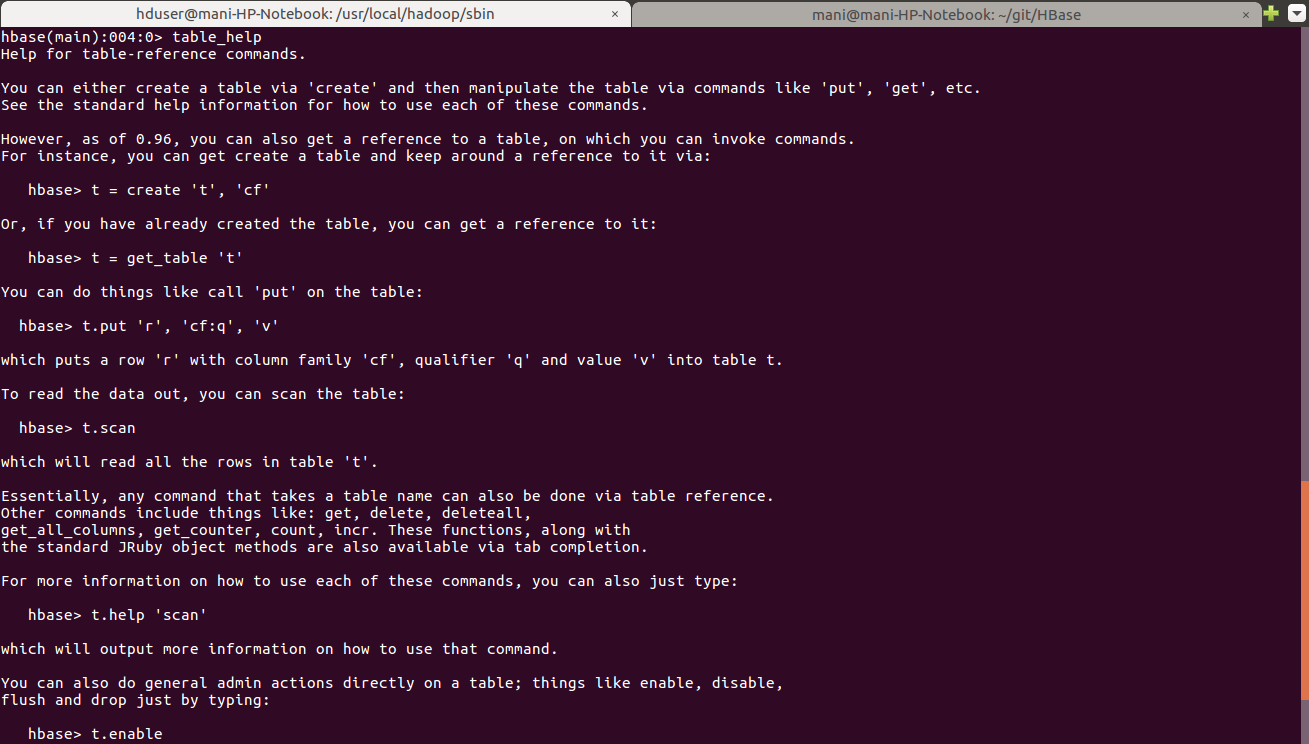 hduser@mani-HP-Notebook: /usr/local/hadoop/sbin × mani@mani-HP-Notebook: ~/git/HBase ×
hbase(main):004:0> table_help
Help for table-reference commands.
You can either create a table via 'create' and then manipulate the table via commands like 'put', 'get', etc.
See the standard help information for how to use each of these commands.
However, as of 0.96, you can also get a reference to a table, on which you can invoke commands.
For instance, you can get create a table and keep around a reference to it via:
hbase> t = create 't', 'cf'
Or, if you have already created the table, you can get a reference to it:
hbase> t = get_table 't'
You can do things like call 'put' on the table:
hbase> t.put 'r', 'cf:q', 'v'
which puts a row 'r' with column family 'cf', qualifier 'q' and value 'v' into table t.
To read the data out, you can scan the table:
hbase> t.scan
which will read all the rows in table 't'.
Essentially, any command that takes a table name can also be done via table reference.
Other commands include things like: get, delete, deleteall,
get_all_columns, get_counter, count, incr. These functions, along with
the standard JRuby object methods are also available via tab completion.
For more information on how to use each of these commands, you can also just type:
hbase> t.help 'scan'
which will output more information on how to use that command.
You can also do general admin actions directly on a table; things like enable, disable,
flush and drop just by typing:
hbase> t.enable